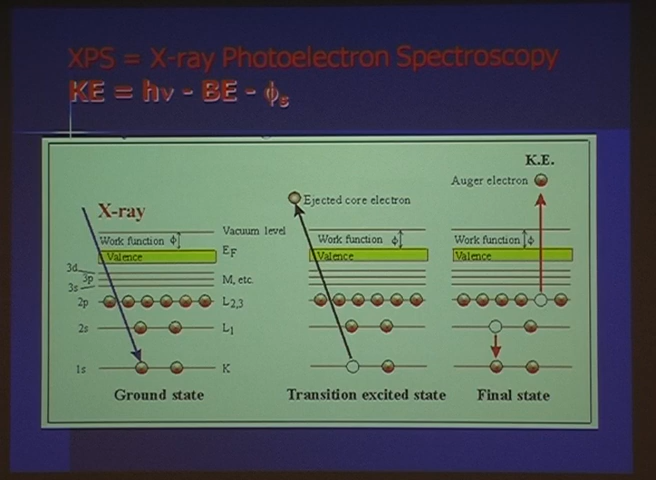 XPS = X-ray Photoelectron Spectroscopy
KE = hν - BE - ϕs
K.E.
Auger electron
Ejected core electron
X-ray
Vacuum level
Work function ϕ
Work function ϕ
Work function ϕ
EF
Valence
Valence
Valence
3d
3p
3s
M, etc.
2p
L2,3
2s
L1
1s
K
Ground state
Transition excited state
Final state